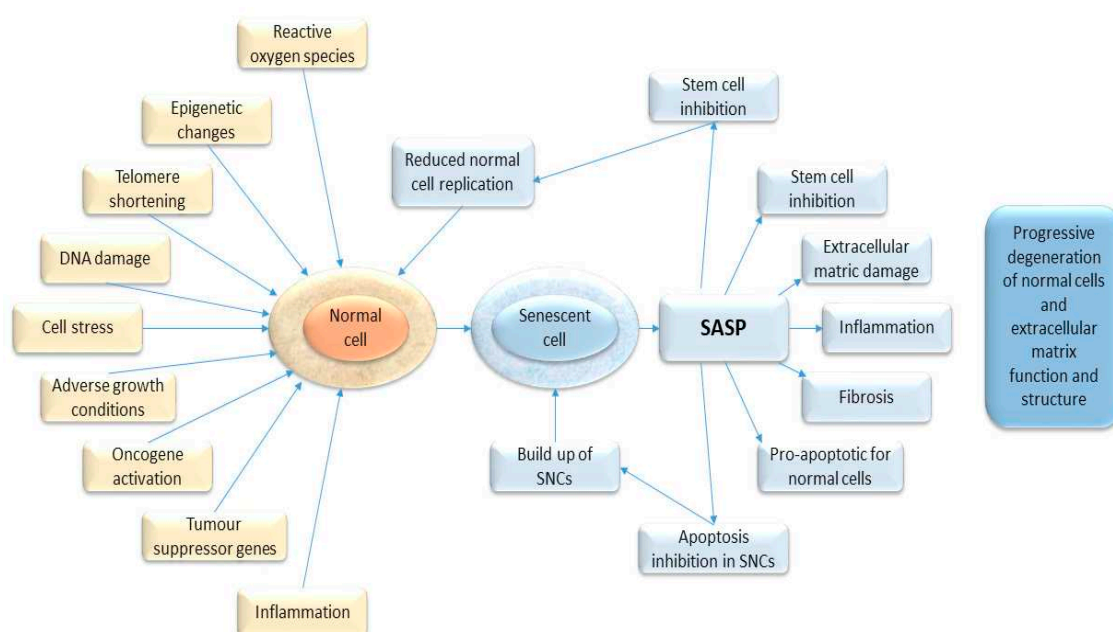 Reactive
oxygen species
Epigenetic
changes
Telomere
shortening
DNA damage
Cell stress
Adverse growth
conditions
Oncogene
activation
Tumour
suppressor genes
Inflammation
Normal
cell
Reduced normal
cell replication
Senescent
cell
Build up of
SNCs
SASP
Stem cell
inhibition
Stem cell
inhibition
Extracellular
matric damage
Inflammation
Fibrosis
Pro-apoptotic for
normal cells
Apoptosis
inhibition in SNCs
Progressive
degeneration
of normal cells
and
extracellular
matrix
function and
structure